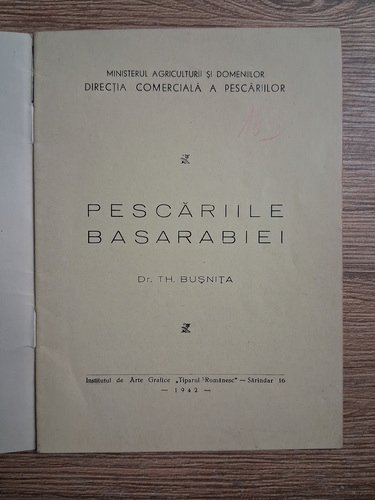 MINISTERUL AGRICULTURII ȘI DOMENIILOR
DIRECȚIA COMERCIALĂ A PESCĂRIILOR
PESCĂRIILE
BASARABIEI
Dr. TH. BUȘNIȚA
Institutul de Arte Grafice „Tiparul Românesc" — Sărindar 16
— 1942 —